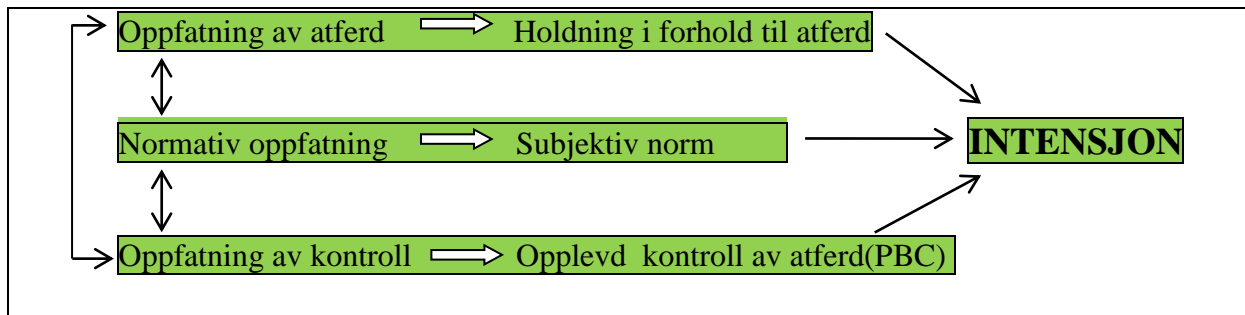 Oppfatning av atferd Holdning i forhold til atferd
Normativ oppfatning Subjektiv norm
INTENSJON
Oppfatning av kontroll Opplevd kontroll av atferd(PBC)